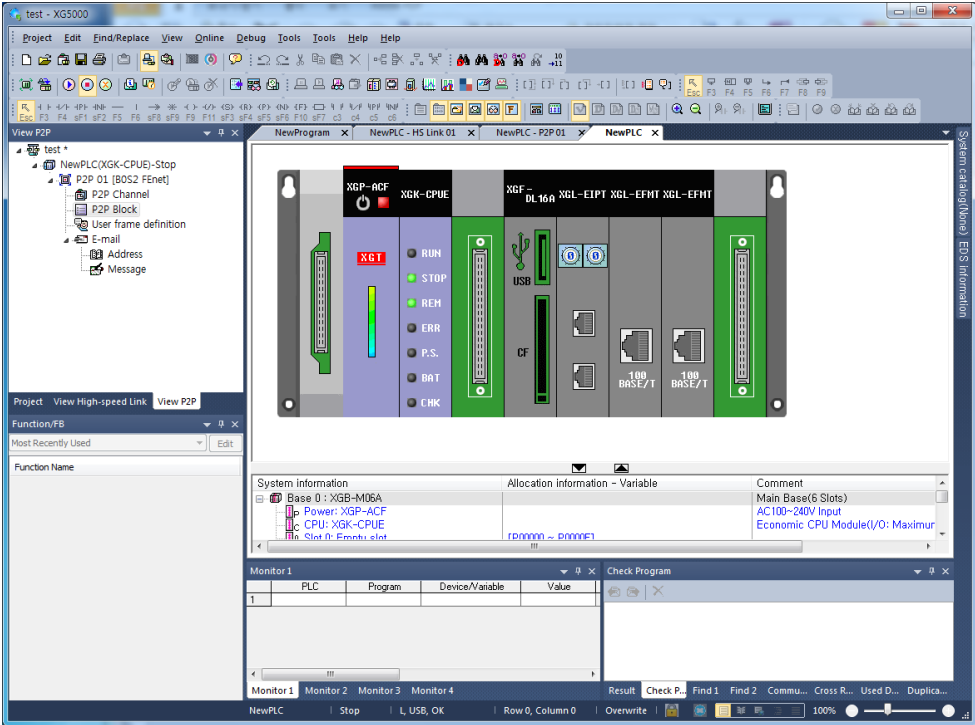 test - XG5000
Project Edit Find/Replace View Online Debug Tools Tools Help Help
Esc F3 F4 F5 F6 F7 F8 F9
Esc F3 F4 sF1 sF2 F5 F6 sF8 sF9 F9 F11 sF3 sF4 sF5 sF6 F10 sF7 c3 c4 c5 c6
View P2P
NewProgram NewPLC - HS Link 01 NewPLC - P2P 01 NewPLC
test *
NewPLC(XGK-CPUE)-Stop
P2P 01 [B0S2 FEnet]
P2P Channel
P2P Block
User frame definition
E-mail
Address
Message
XGP-ACF XGK-CPUE XGF-DL16A XGL-EIPT XGL-EFMT XGL-EFMT
XGT
RUN
STOP
REM
ERR
P.S.
BAT
CHK
USB
CF
0 0
100 BASE/T
100 BASE/T
System catalog(None) EDS information
Project View High-speed Link View P2P
Function/FB
Most Recently Used Edit
Function Name
System information Allocation information - Variable Comment
Base 0 : XGB-M06A Main Base(6 Slots)
Power: XGP-ACF AC100~240V Input
CPU: XGK-CPUE Economic CPU Module(I/O: Maximur
Slot 0: Empty slot [P00000 ~ P0000F]
Monitor 1 Check Program
PLC Program Device/Variable Value
1
Monitor 1 Monitor 2 Monitor 3 Monitor 4
Result Check P... Find 1 Find 2 Commu... Cross R... Used D... Duplica...
NewPLC Stop L, USB, OK Row 0, Column 0 Overwrite 100%